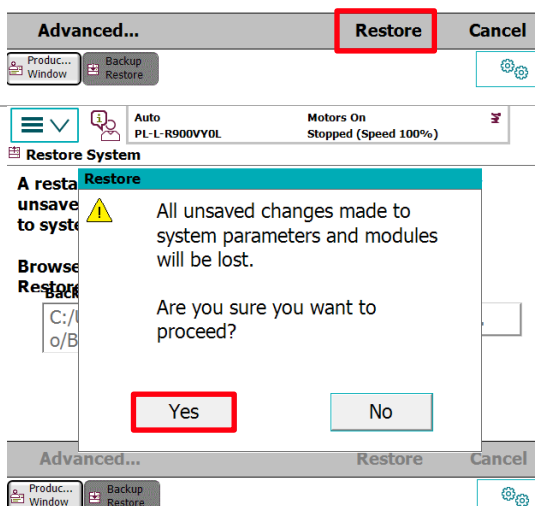 Advanced... Restore Cancel
Produc... Window
Backup Restore
Auto Motors On
PL-L-R900VY0L Stopped (Speed 100%)
Restore System
A resta
unsave
to syste
Restore
All unsaved changes made to
system parameters and modules
will be lost.
Are you sure you want to
proceed?
Browse
Restore
Back
C:/
o/B
Yes No
Advanced... Restore Cancel
Produc... Window
Backup Restore